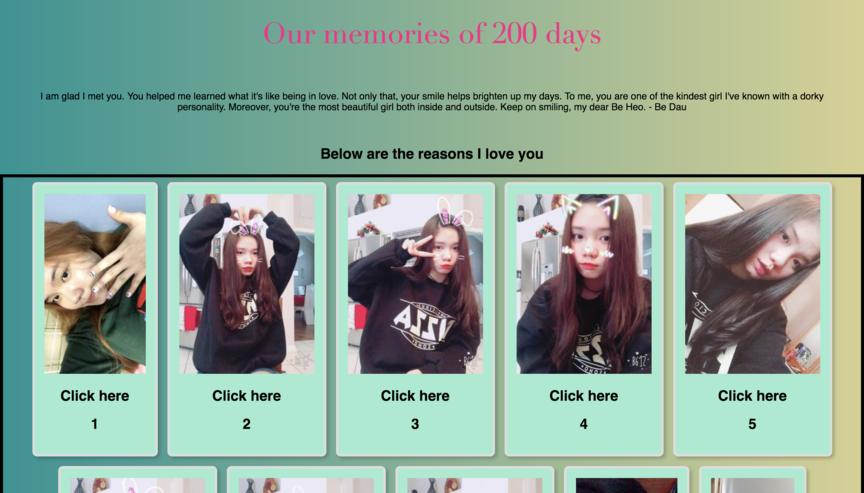 Our memories of 200 days
I am glad I met you. You helped me learned what it's like being in love. Not only that, your smile helps brighten up my days. To me, you are one of the kindest girl I've known with a dorky
personality. Moreover, you're the most beautiful girl both inside and outside. Keep on smiling, my dear Be Heo. - Be Dau
Below are the reasons I love you
Click here
1
Click here
2
Click here
3
Click here
4
Click here
5